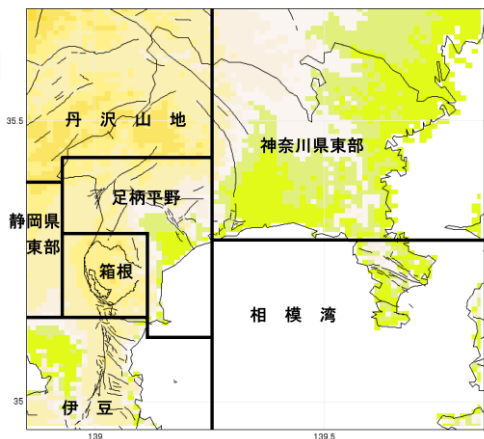 35.5
丹 沢 山 地
神奈川県東部
足柄平野
静岡県
東部
箱根
相 模 湾
35
伊 豆
139
139.5